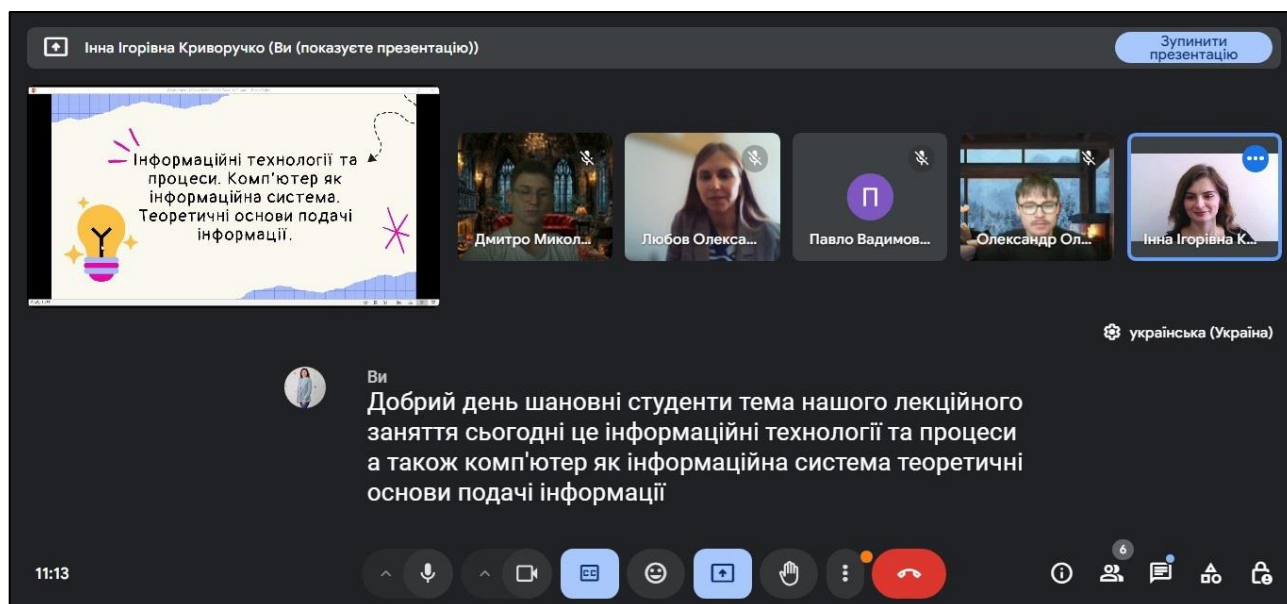 Інна Ігорівна Криворучко (Ви (показуєте презентацію))
Зупинити
презентацію
Інформаційні технології та
процеси. Комп'ютер як
інформаційна система.
Теоретичні основи подачі
інформації.
Дмитро Микол...
Любов Олекса...
П
Павло Вадимов...
Олександр Ол...
Інна Ігорівна К...
українська (Україна)
Ви
Добрий день шановні студенти тема нашого лекційного
заняття сьогодні це інформаційні технології та процеси
а також комп'ютер як інформаційна система теоретичні
основи подачі інформації
11:13
CC
6